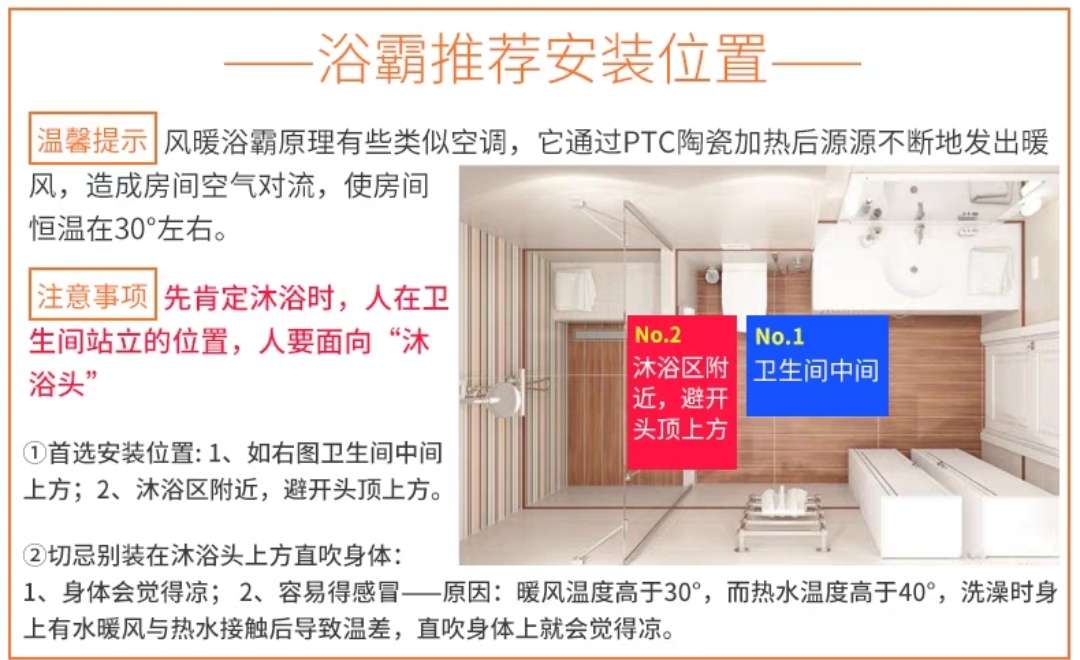 浴霸推荐安装位置
温馨提示 风暖浴霸原理有些类似空调，它通过PTC陶瓷加热后源源不断地发出暖
风，造成房间空气对流，使房间
恒温在30°左右。
注意事项 先肯定沐浴时，人在卫
生间站立的位置，人要面向“沐
浴头”
①首选安装位置: 1、如右图卫生间中间
上方；2、沐浴区附近，避开头顶上方。
No.2
沐浴区附
近，避开
头顶上方
No.1
卫生间中间
②切忌别装在沐浴头上方直吹身体：
1、身体会觉得凉； 2、容易得感冒——原因：暖风温度高于30°，而热水温度高于40°，洗澡时身
上有水暖风与热水接触后导致温差，直吹身体上就会觉得凉。